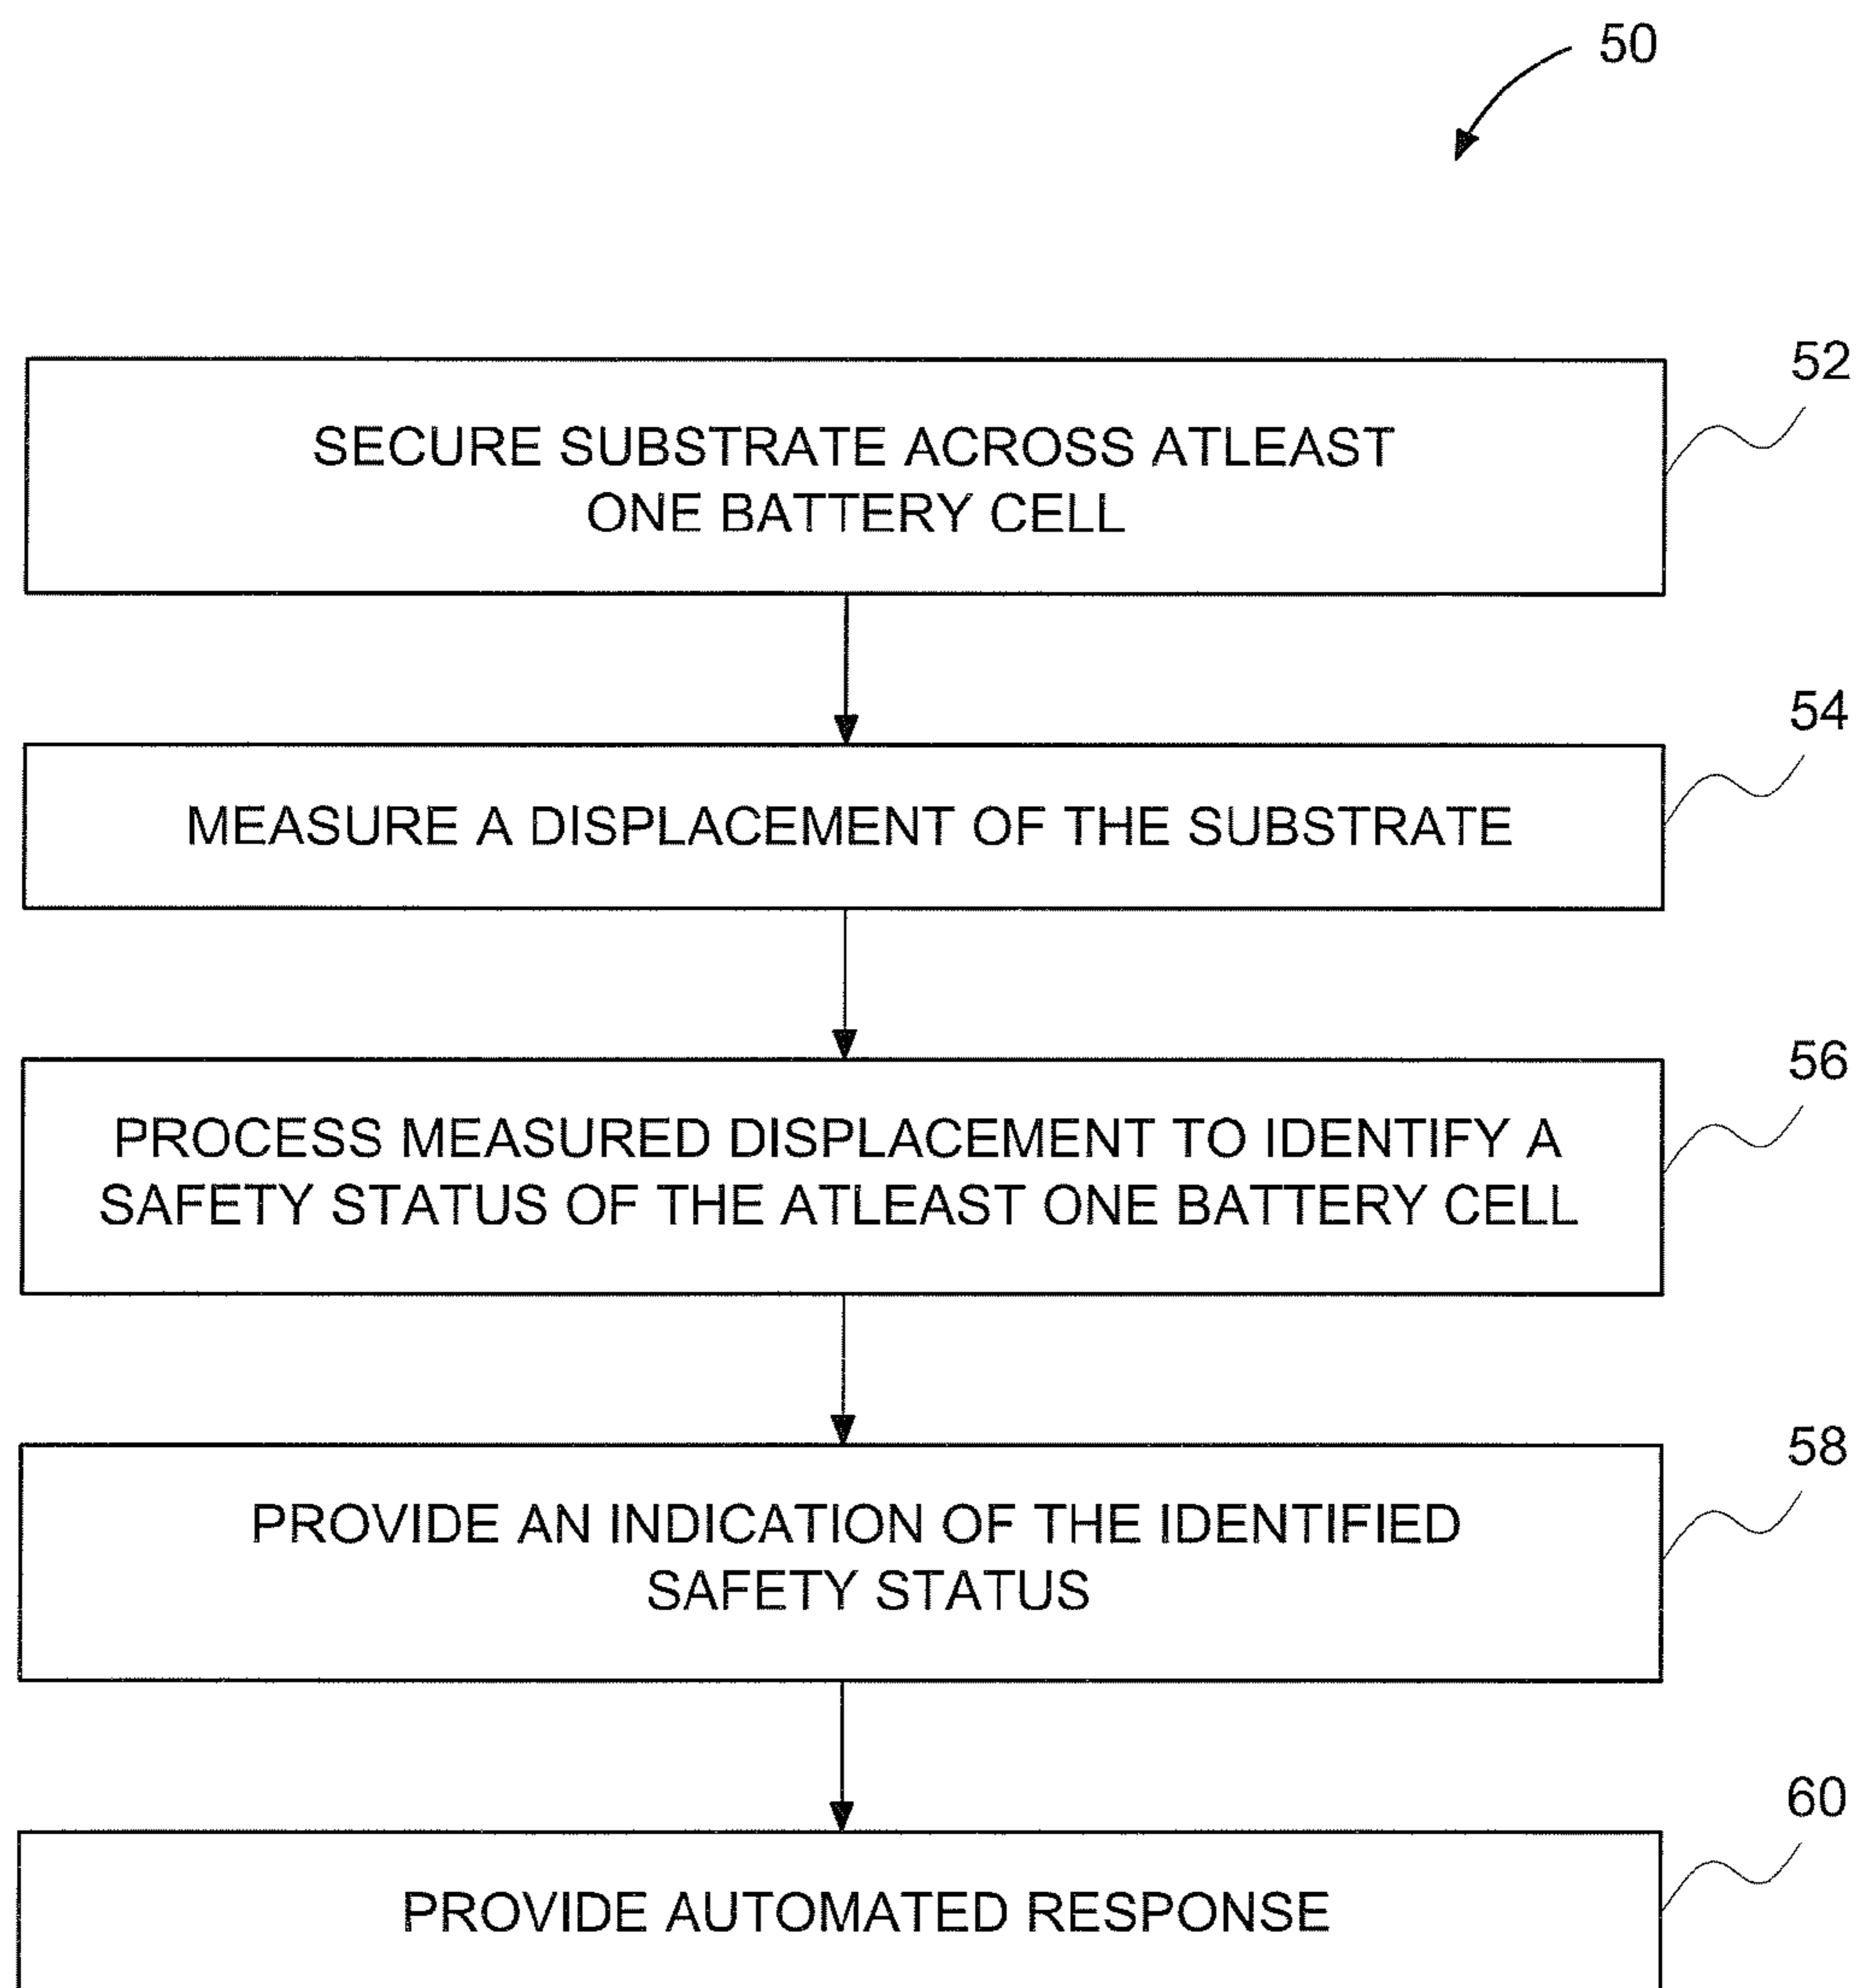 50
52
SECURE SUBSTRATE ACROSS ATLEAST
ONE BATTERY CELL
54
MEASURE A DISPLACEMENT OF THE SUBSTRATE
56
PROCESS MEASURED DISPLACEMENT TO IDENTIFY A
SAFETY STATUS OF THE ATLEAST ONE BATTERY CELL
58
PROVIDE AN INDICATION OF THE IDENTIFIED
SAFETY STATUS
60
PROVIDE AUTOMATED RESPONSE